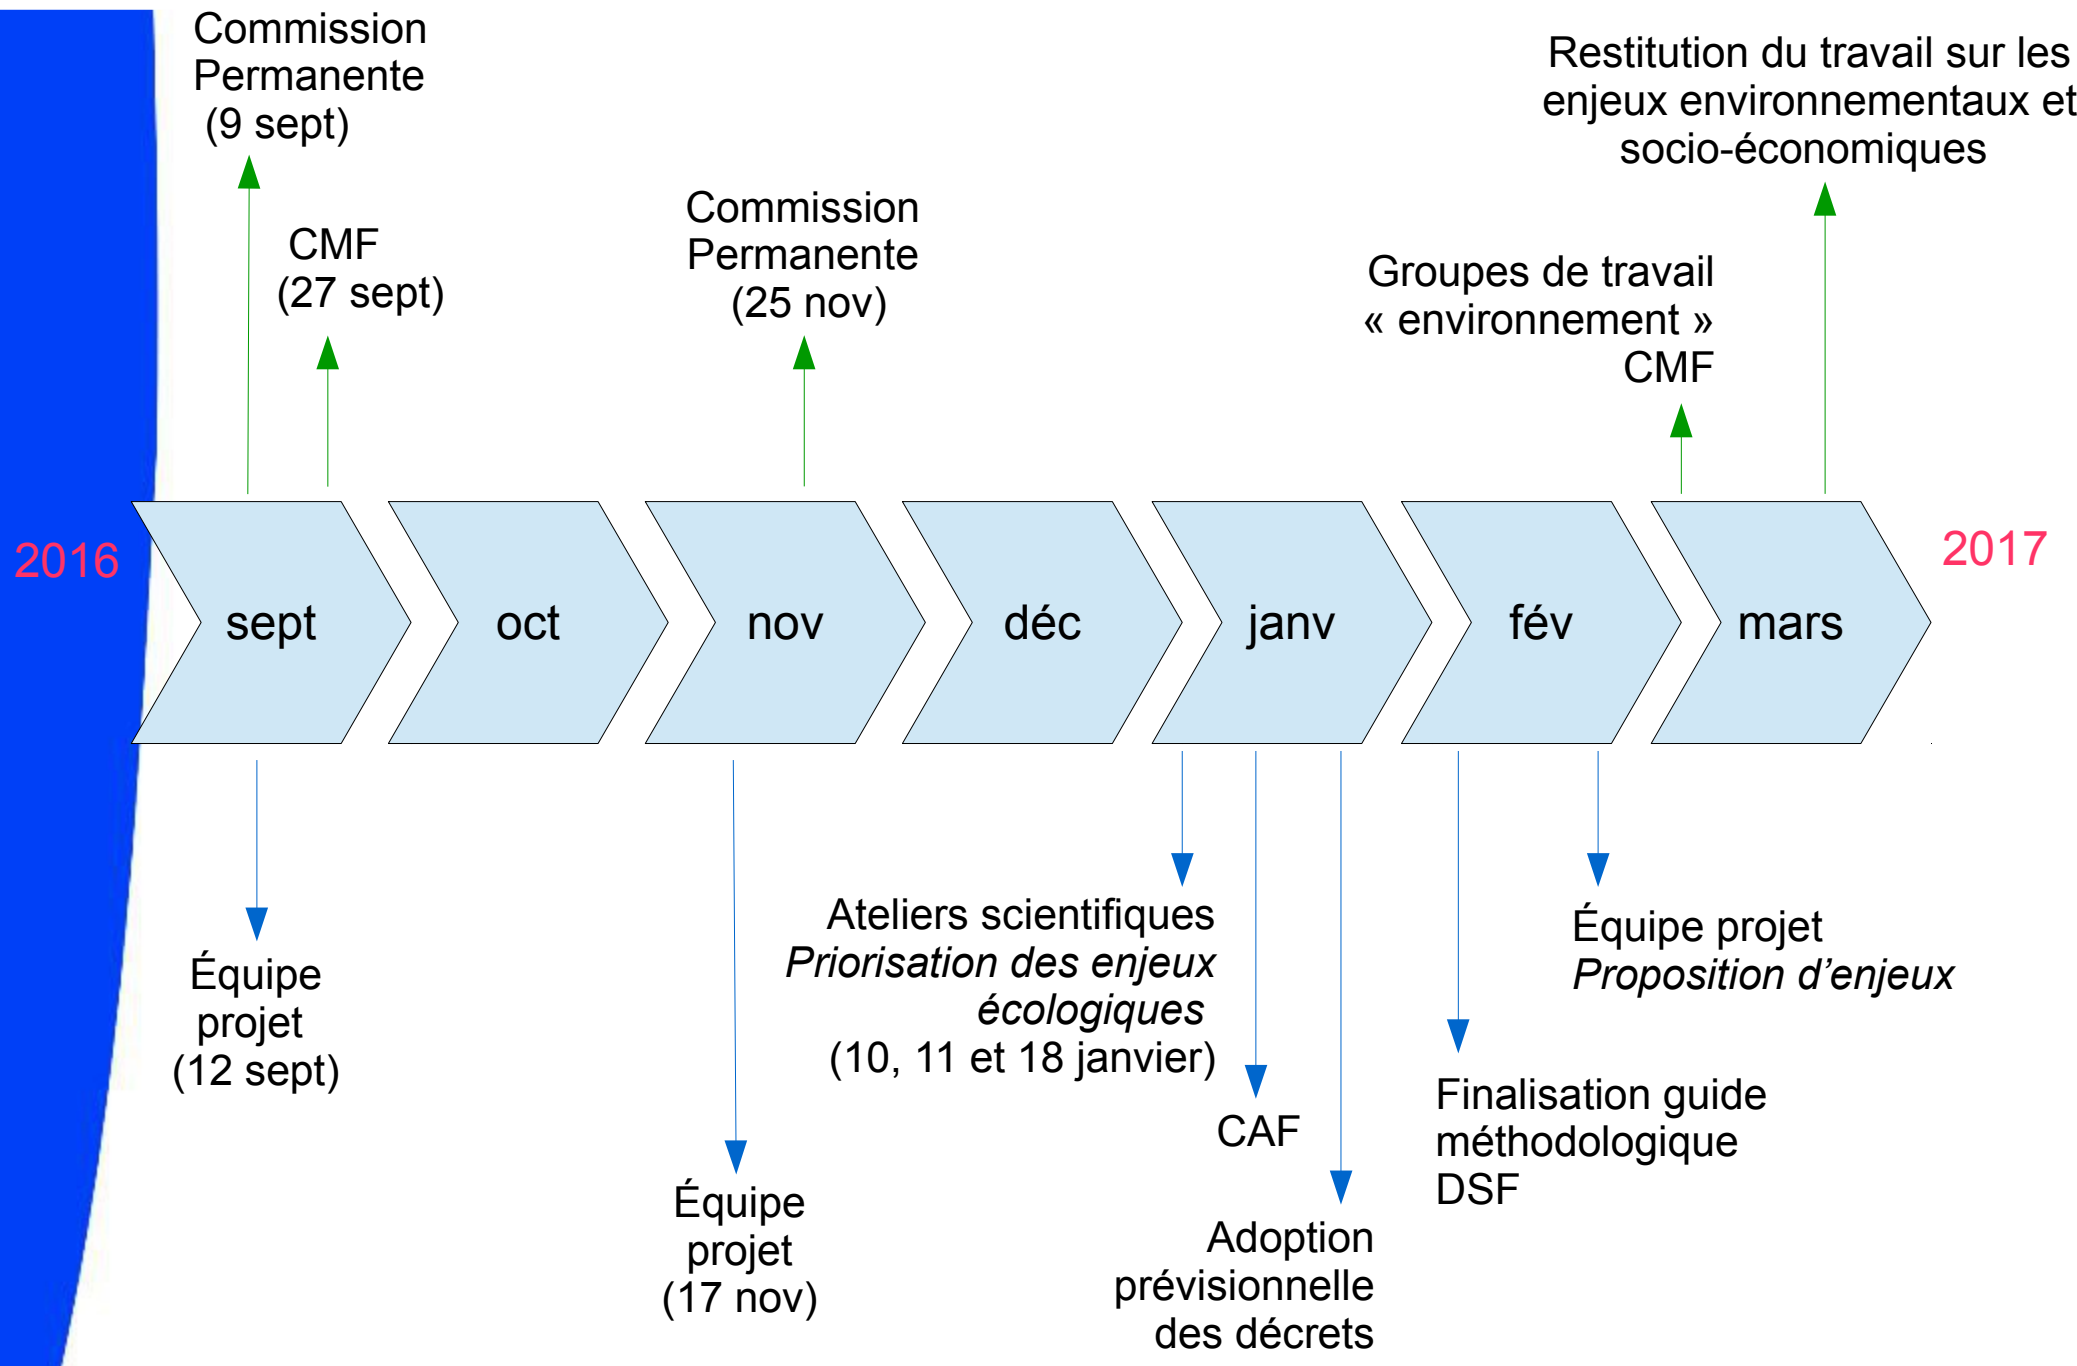 Commission
Permanente
(9 sept)
CMF
(27 sept)
Commission
Permanente
(25 nov)
Groupes de travail
« environnement »
CMF
Restitution du travail sur les
enjeux environnementaux et
socio-économiques
2016
sept
oct
nov
déc
janv
fév
mars
2017
Équipe
projet
(12 sept)
Équipe
projet
(17 nov)
Ateliers scientifiques
Priorisation des enjeux
écologiques
(10, 11 et 18 janvier)
CAF
Adoption
prévisionnelle
des décrets
Finalisation guide
méthodologique
DSF
Équipe projet
Proposition d’enjeux